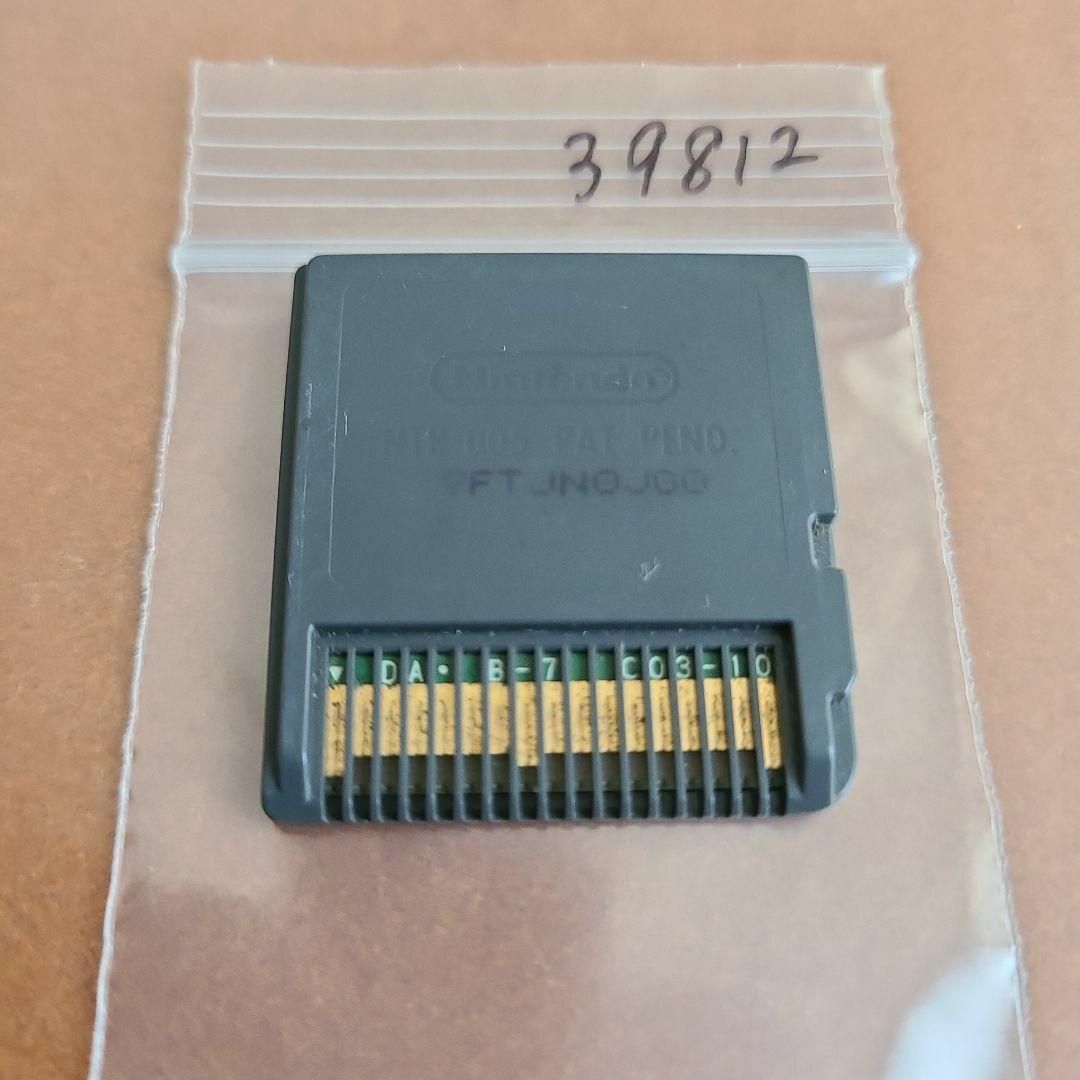 39812
Nintendo
NTR-005 PAT. PEND.
▼ DA• B-7 C03-10